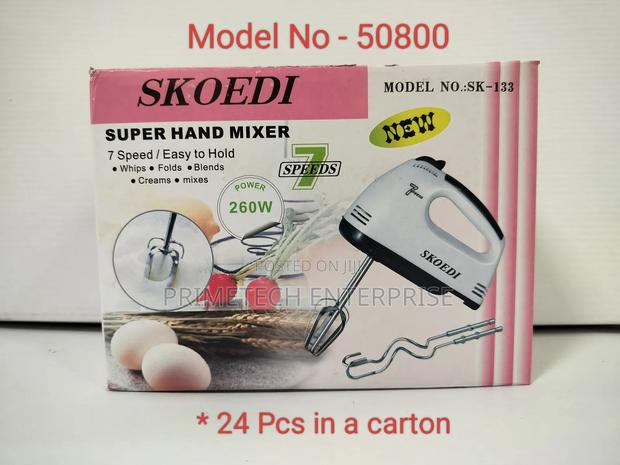 Model No - 50800
SKOEDI
MODEL NO.:SK-133
SUPER HAND MIXER
7 Speed / Easy to Hold
• Whips • Folds • Blends
• Creams • mixes
NEW
7
SPEEDS
POWER
260W
7
SKOEDI
POSTED ON JIJI
PRIMETECH ENTERPRISE
* 24 Pcs in a carton